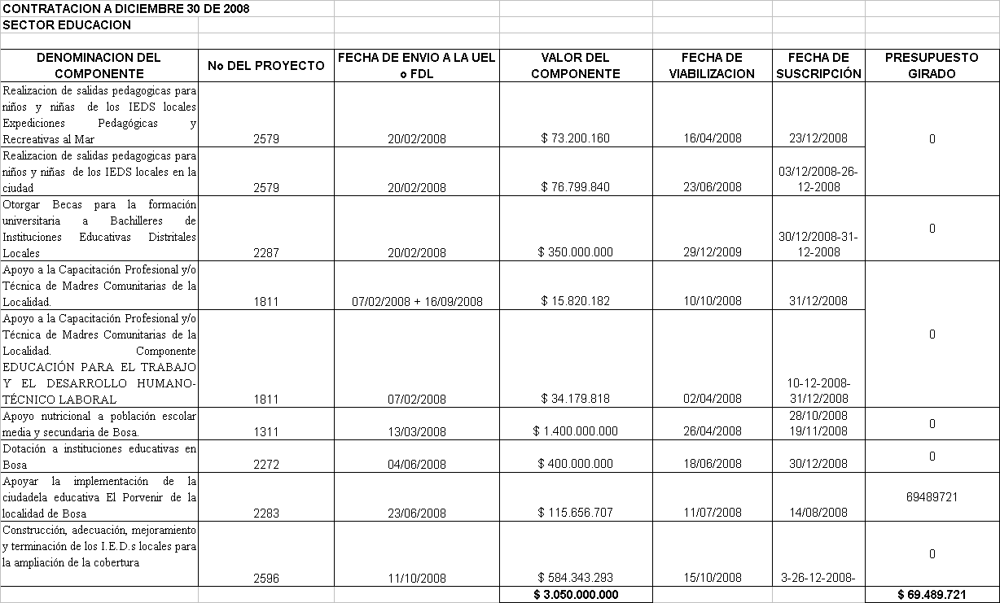 CONTRATACION A DICIEMBRE 30 DE 2008
SECTOR EDUCACION
DENOMINACION DEL
COMPONENTE
No DEL PROYECTO
FECHA DE ENVIO A LA UEL
o FDL
VALOR DEL
COMPONENTE
FECHA DE
VIABILIZACION
FECHA DE
SUSCRIPCIÓN
PRESUPUESTO
GIRADO
Realizacion de salidas pedagogicas para
niños y niñas de los IEDS locales
Expediciones Pedagógicas y
Recreativas al Mar
2579
20/02/2008
$ 73.200.160
16/04/2008
23/12/2008
0
Realizacion de salidas pedagogicas para
niños y niñas de los IEDS locales en la
ciudad
2579
20/02/2008
$ 76.799.840
23/06/2008
03/12/2008-26-
12-2008
Otorgar Becas para la formación
universitaria a Bachilleres de
Instituciones Educativas Distritales
Locales
2287
20/02/2008
$ 350.000.000
29/12/2009
30/12/2008-31-
12-2008
0
Apoyo a la Capacitación Profesional y/o
Técnica de Madres Comunitarias de la
Localidad.
1811
07/02/2008 + 16/09/2008
$ 15.820.182
10/10/2008
31/12/2008
0
Apoyo a la Capacitación Profesional y/o
Técnica de Madres Comunitarias de la
Localidad. Componente
EDUCACIÓN PARA EL TRABAJO
Y EL DESARROLLO HUMANO-
TÉCNICO LABORAL
1811
07/02/2008
$ 34.179.818
02/04/2008
10-12-2008-
31/12/2008
Apoyo nutricional a población escolar
media y secundaria de Bosa.
1311
13/03/2008
$ 1.400.000.000
26/04/2008
28/10/2008
19/11/2008
0
Dotación a instituciones educativas en
Bosa
2272
04/06/2008
$ 400.000.000
18/06/2008
30/12/2008
0
Apoyar la implementación de la
ciudadela educativa El Porvenir de la
localidad de Bosa
2283
23/06/2008
$ 115.656.707
11/07/2008
14/08/2008
69489721
Construcción, adecuación, mejoramiento
y terminación de los I.E.D.s locales para
la ampliación de la cobertura
2596
11/10/2008
$ 584.343.293
15/10/2008
3-26-12-2008-
0
$ 3.050.000.000
$ 69.489.721